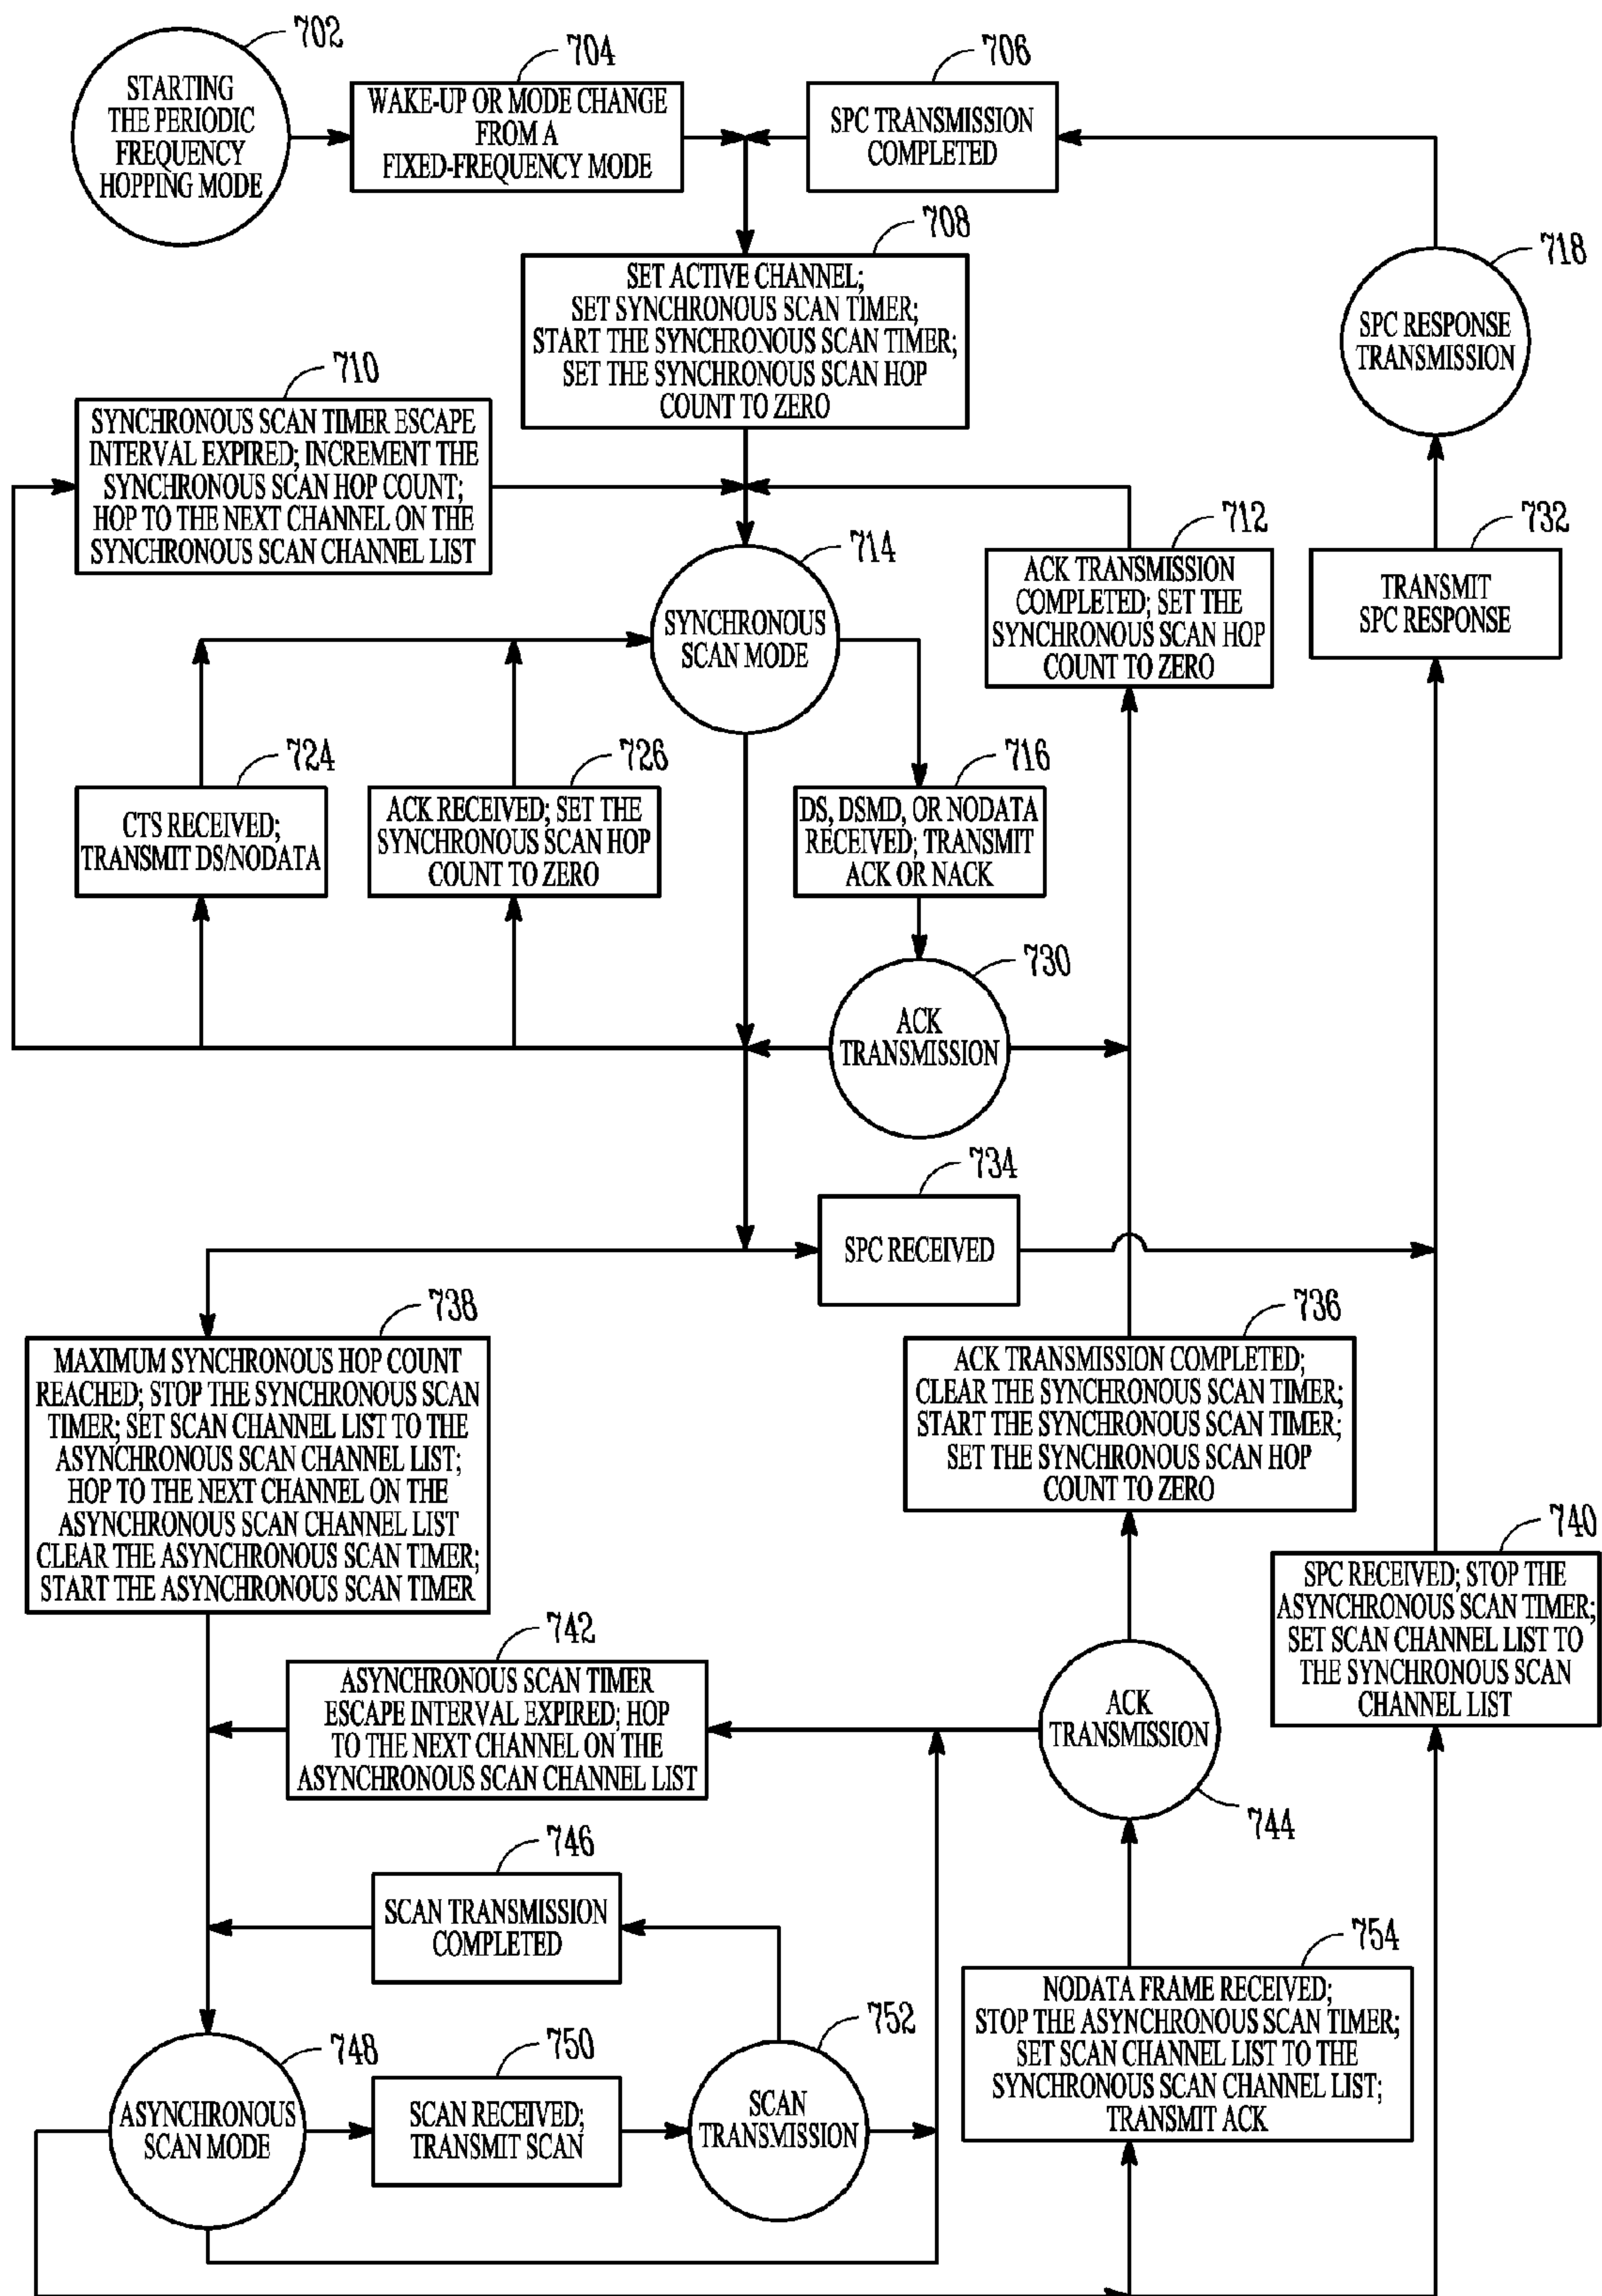 702
STARTING
THE PERIODIC
FREQUENCY
HOPPING MODE
704
WAKE-UP OR MODE CHANGE
FROM A
FIXED-FREQUENCY MODE
706
SPC TRANSMISSION
COMPLETED
708
SET ACTIVE CHANNEL;
SET SYNCHRONOUS SCAN TIMER;
START THE SYNCHRONOUS SCAN TIMER;
SET THE SYNCHRONOUS SCAN HOP
COUNT TO ZERO
718
SPC RESPONSE
TRANSMISSION
710
SYNCHRONOUS SCAN TIMER ESCAPE
INTERVAL EXPIRED; INCREMENT THE
SYNCHRONOUS SCAN HOP COUNT;
HOP TO THE NEXT CHANNEL ON THE
SYNCHRONOUS SCAN CHANNEL LIST
714
SYNCHRONOUS
SCAN MODE
712
ACK TRANSMISSION
COMPLETED; SET THE
SYNCHRONOUS SCAN HOP
COUNT TO ZERO
732
TRANSMIT
SPC RESPONSE
724
CTS RECEIVED;
TRANSMIT DS/NODATA
726
ACK RECEIVED; SET THE
SYNCHRONOUS SCAN HOP
COUNT TO ZERO
716
DS, DSMD, OR NODATA
RECEIVED; TRANSMIT
ACK OR NACK
730
ACK
TRANSMISSION
734
SPC RECEIVED
738
MAXIMUM SYNCHRONOUS HOP COUNT
REACHED; STOP THE SYNCHRONOUS SCAN
TIMER; SET SCAN CHANNEL LIST TO THE
ASYNCHRONOUS SCAN CHANNEL LIST;
HOP TO THE NEXT CHANNEL ON THE
ASYNCHRONOUS SCAN CHANNEL LIST
CLEAR THE ASYNCHRONOUS SCAN TIMER;
START THE ASYNCHRONOUS SCAN TIMER
736
ACK TRANSMISSION COMPLETED;
CLEAR THE SYNCHRONOUS SCAN TIMER;
START THE SYNCHRONOUS SCAN TIMER;
SET THE SYNCHRONOUS SCAN HOP
COUNT TO ZERO
740
SPC RECEIVED; STOP THE
ASYNCHRONOUS SCAN TIMER;
SET SCAN CHANNEL LIST TO
THE SYNCHRONOUS SCAN
CHANNEL LIST
742
ASYNCHRONOUS SCAN TIMER
ESCAPE INTERVAL EXPIRED; HOP
TO THE NEXT CHANNEL ON THE
ASYNCHRONOUS SCAN CHANNEL LIST
ACK
TRANSMISSION
744
746
SCAN TRANSMISSION
COMPLETED
754
NODATA FRAME RECEIVED;
STOP THE ASYNCHRONOUS SCAN TIMER;
SET SCAN CHANNEL LIST TO THE
SYNCHRONOUS SCAN CHANNEL LIST;
TRANSMIT ACK
748
ASYNCHRONOUS
SCAN MODE
750
SCAN RECEIVED;
TRANSMIT SCAN
752
SCAN
TRANSMISSION